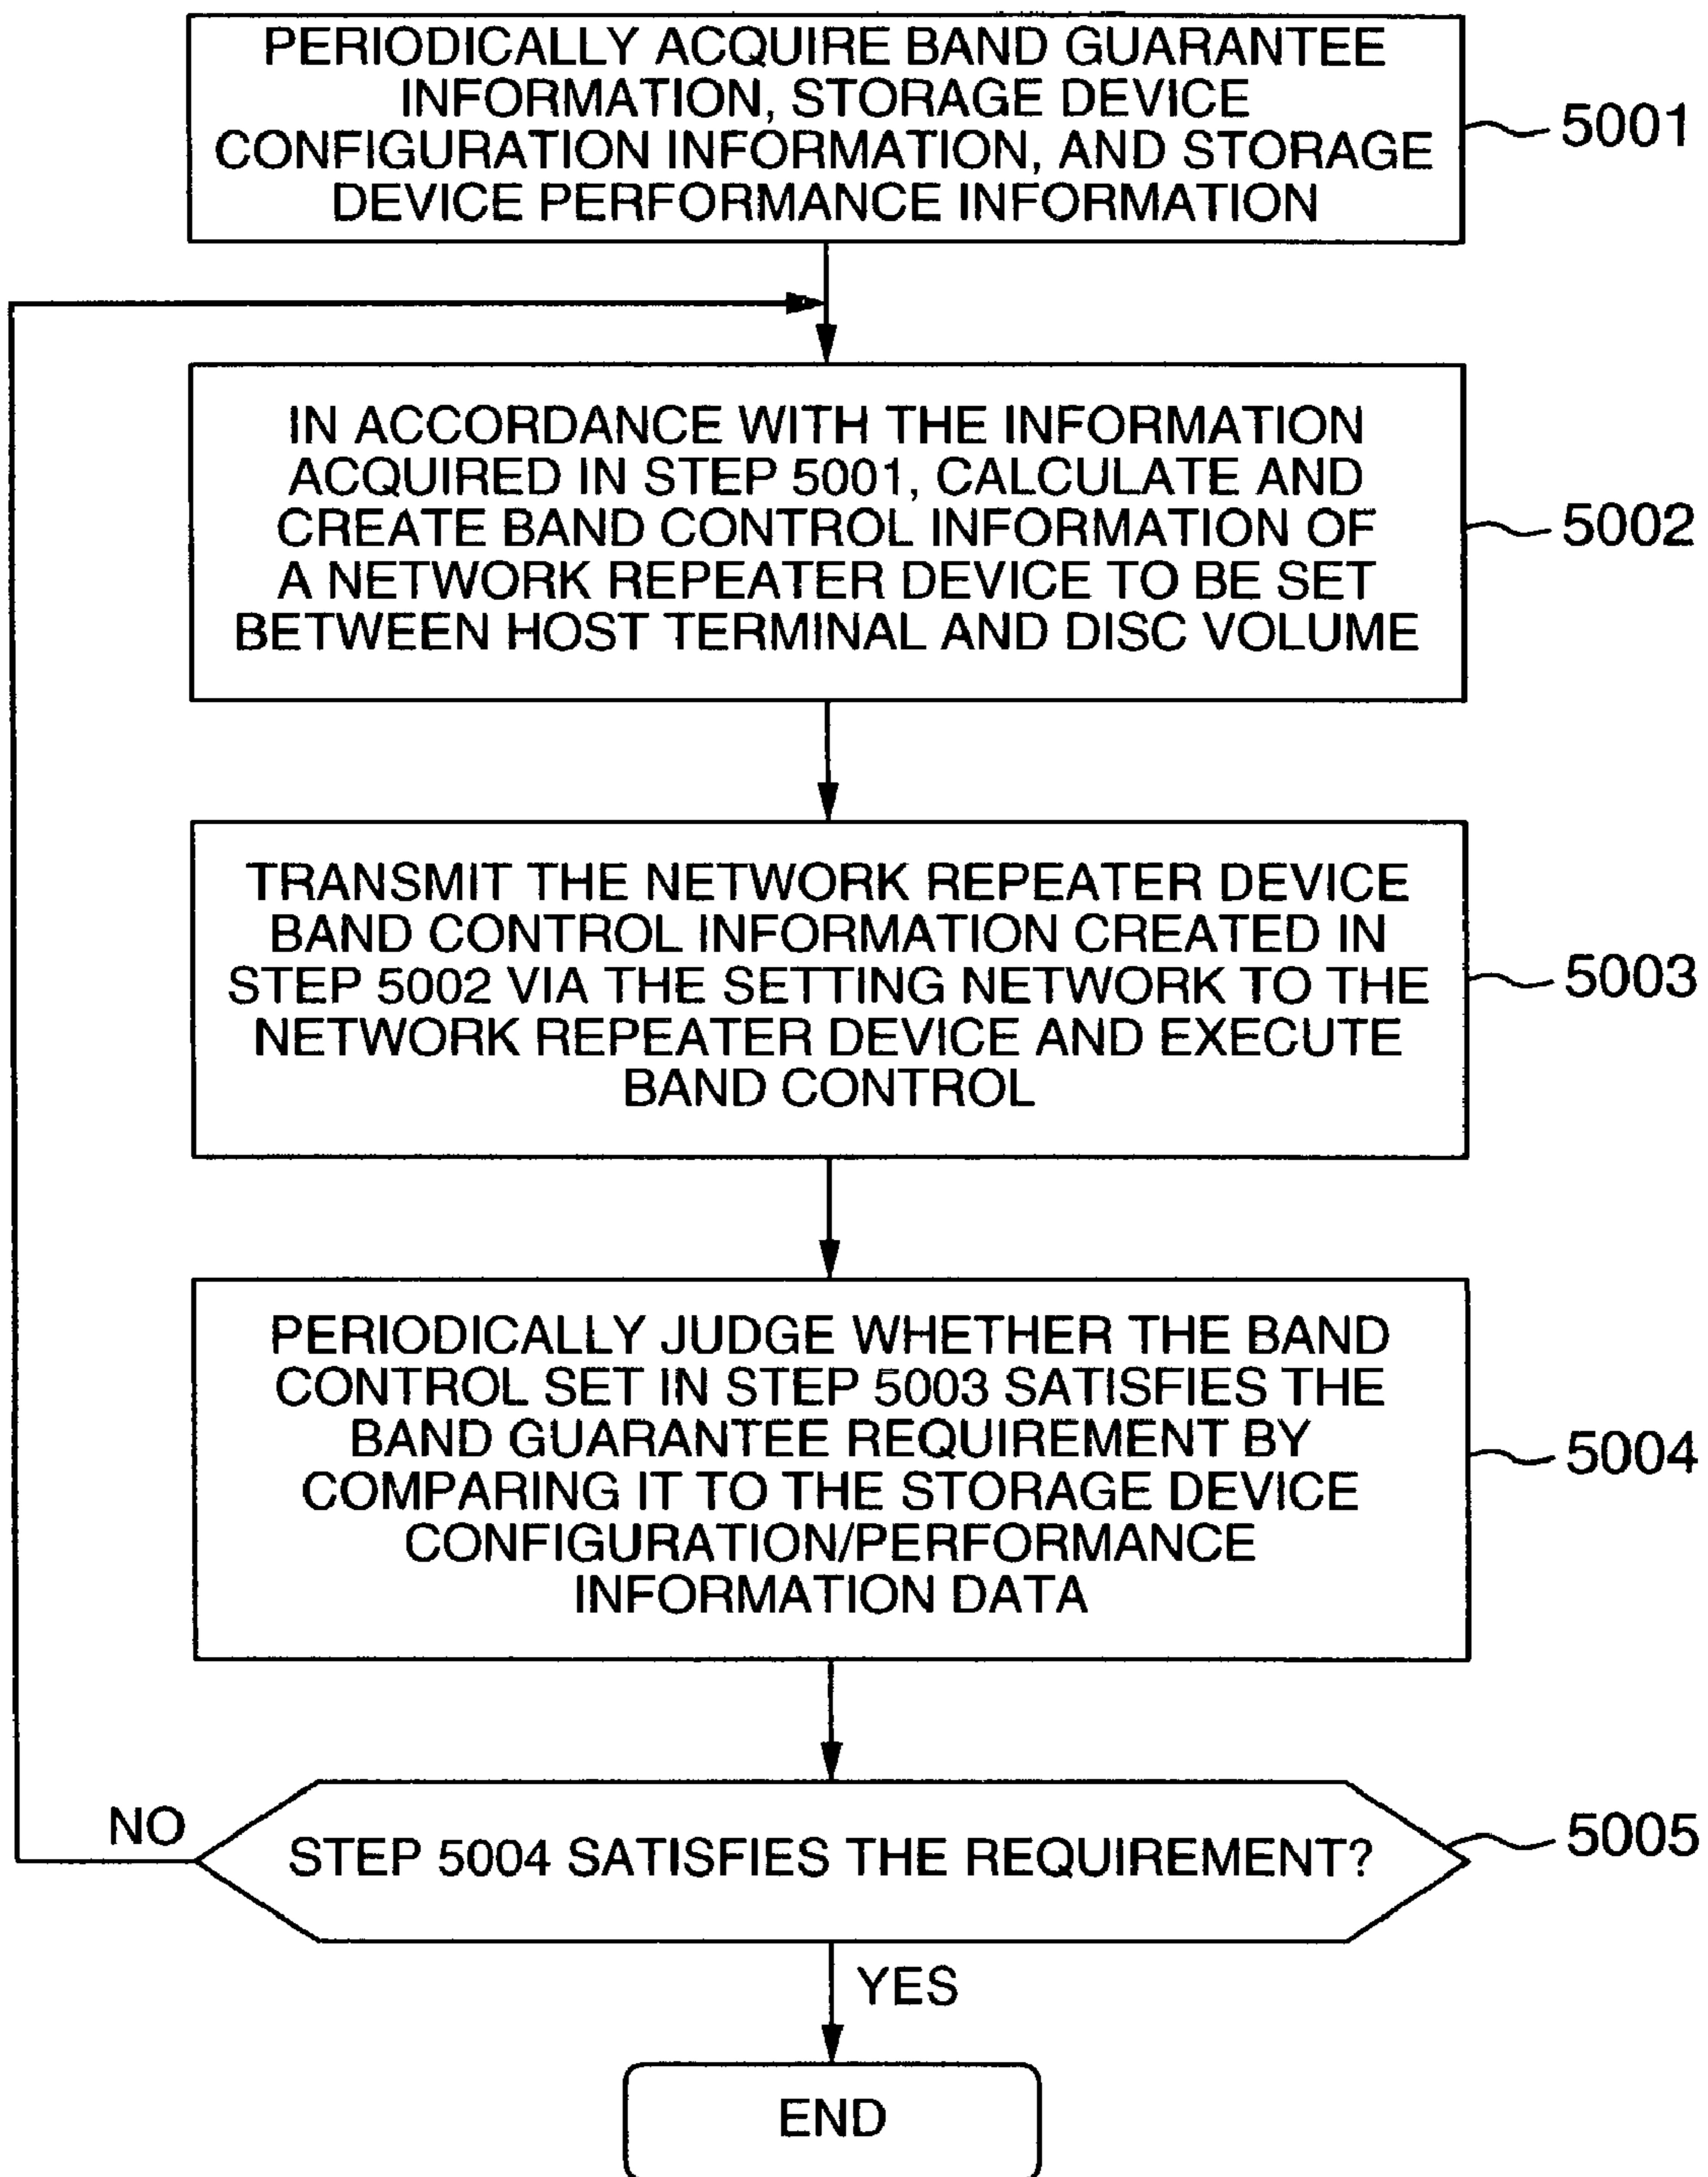 PERIODICALLY ACQUIRE BAND GUARANTEE
INFORMATION, STORAGE DEVICE
CONFIGURATION INFORMATION, AND STORAGE
DEVICE PERFORMANCE INFORMATION
5001
IN ACCORDANCE WITH THE INFORMATION
ACQUIRED IN STEP 5001, CALCULATE AND
CREATE BAND CONTROL INFORMATION OF
A NETWORK REPEATER DEVICE TO BE SET
BETWEEN HOST TERMINAL AND DISC VOLUME
5002
TRANSMIT THE NETWORK REPEATER DEVICE
BAND CONTROL INFORMATION CREATED IN
STEP 5002 VIA THE SETTING NETWORK TO THE
NETWORK REPEATER DEVICE AND EXECUTE
BAND CONTROL
5003
PERIODICALLY JUDGE WHETHER THE BAND
CONTROL SET IN STEP 5003 SATISFIES THE
BAND GUARANTEE REQUIREMENT BY
COMPARING IT TO THE STORAGE DEVICE
CONFIGURATION/PERFORMANCE
INFORMATION DATA
5004
NO
STEP 5004 SATISFIES THE REQUIREMENT?
5005
YES
END